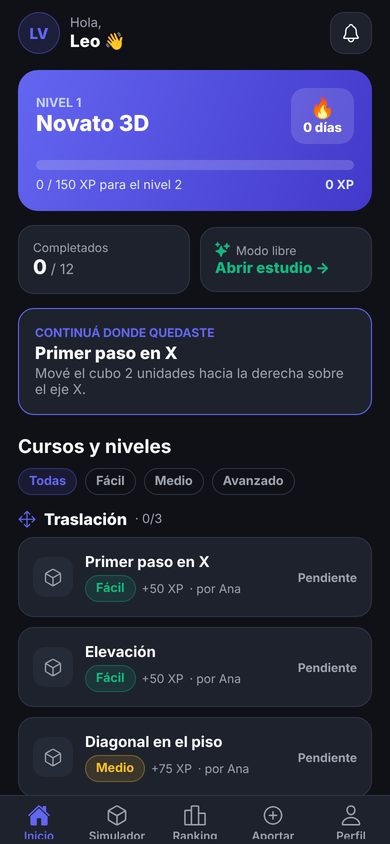 LV
Hola,
Leo 👋
NIVEL 1
Novato 3D
🔥
0 días
0 / 150 XP para el nivel 2
0 XP
Completados
0 / 12
Modo libre
Abrir estudio →
CONTINUÁ DONDE QUEDASTE
Primer paso en X
Mové el cubo 2 unidades hacia la derecha sobre
el eje X.
Cursos y niveles
Todas
Fácil
Medio
Avanzado
Traslación · 0/3
Primer paso en X
Fácil +50 XP · por Ana
Pendiente
Elevación
Fácil +50 XP · por Ana
Pendiente
Diagonal en el piso
Medio +75 XP · por Ana
Pendiente
Inicio
Simulador
Ranking
Aportar
Perfil